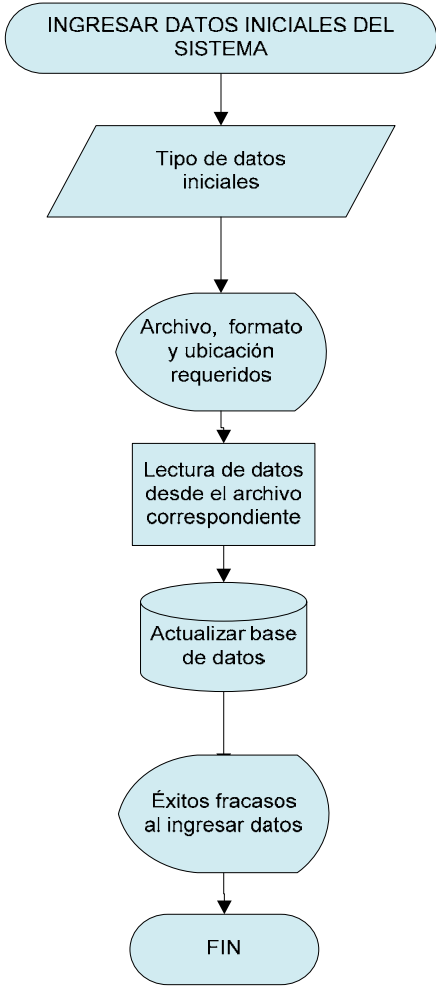 INGRESAR DATOS INICIALES DEL
SISTEMA
Tipo de datos
iniciales
Archivo, formato
y ubicación
requeridos
Lectura de datos
desde el archivo
correspondiente
Actualizar base
de datos
Éxitos fracasos
al ingresar datos
FIN